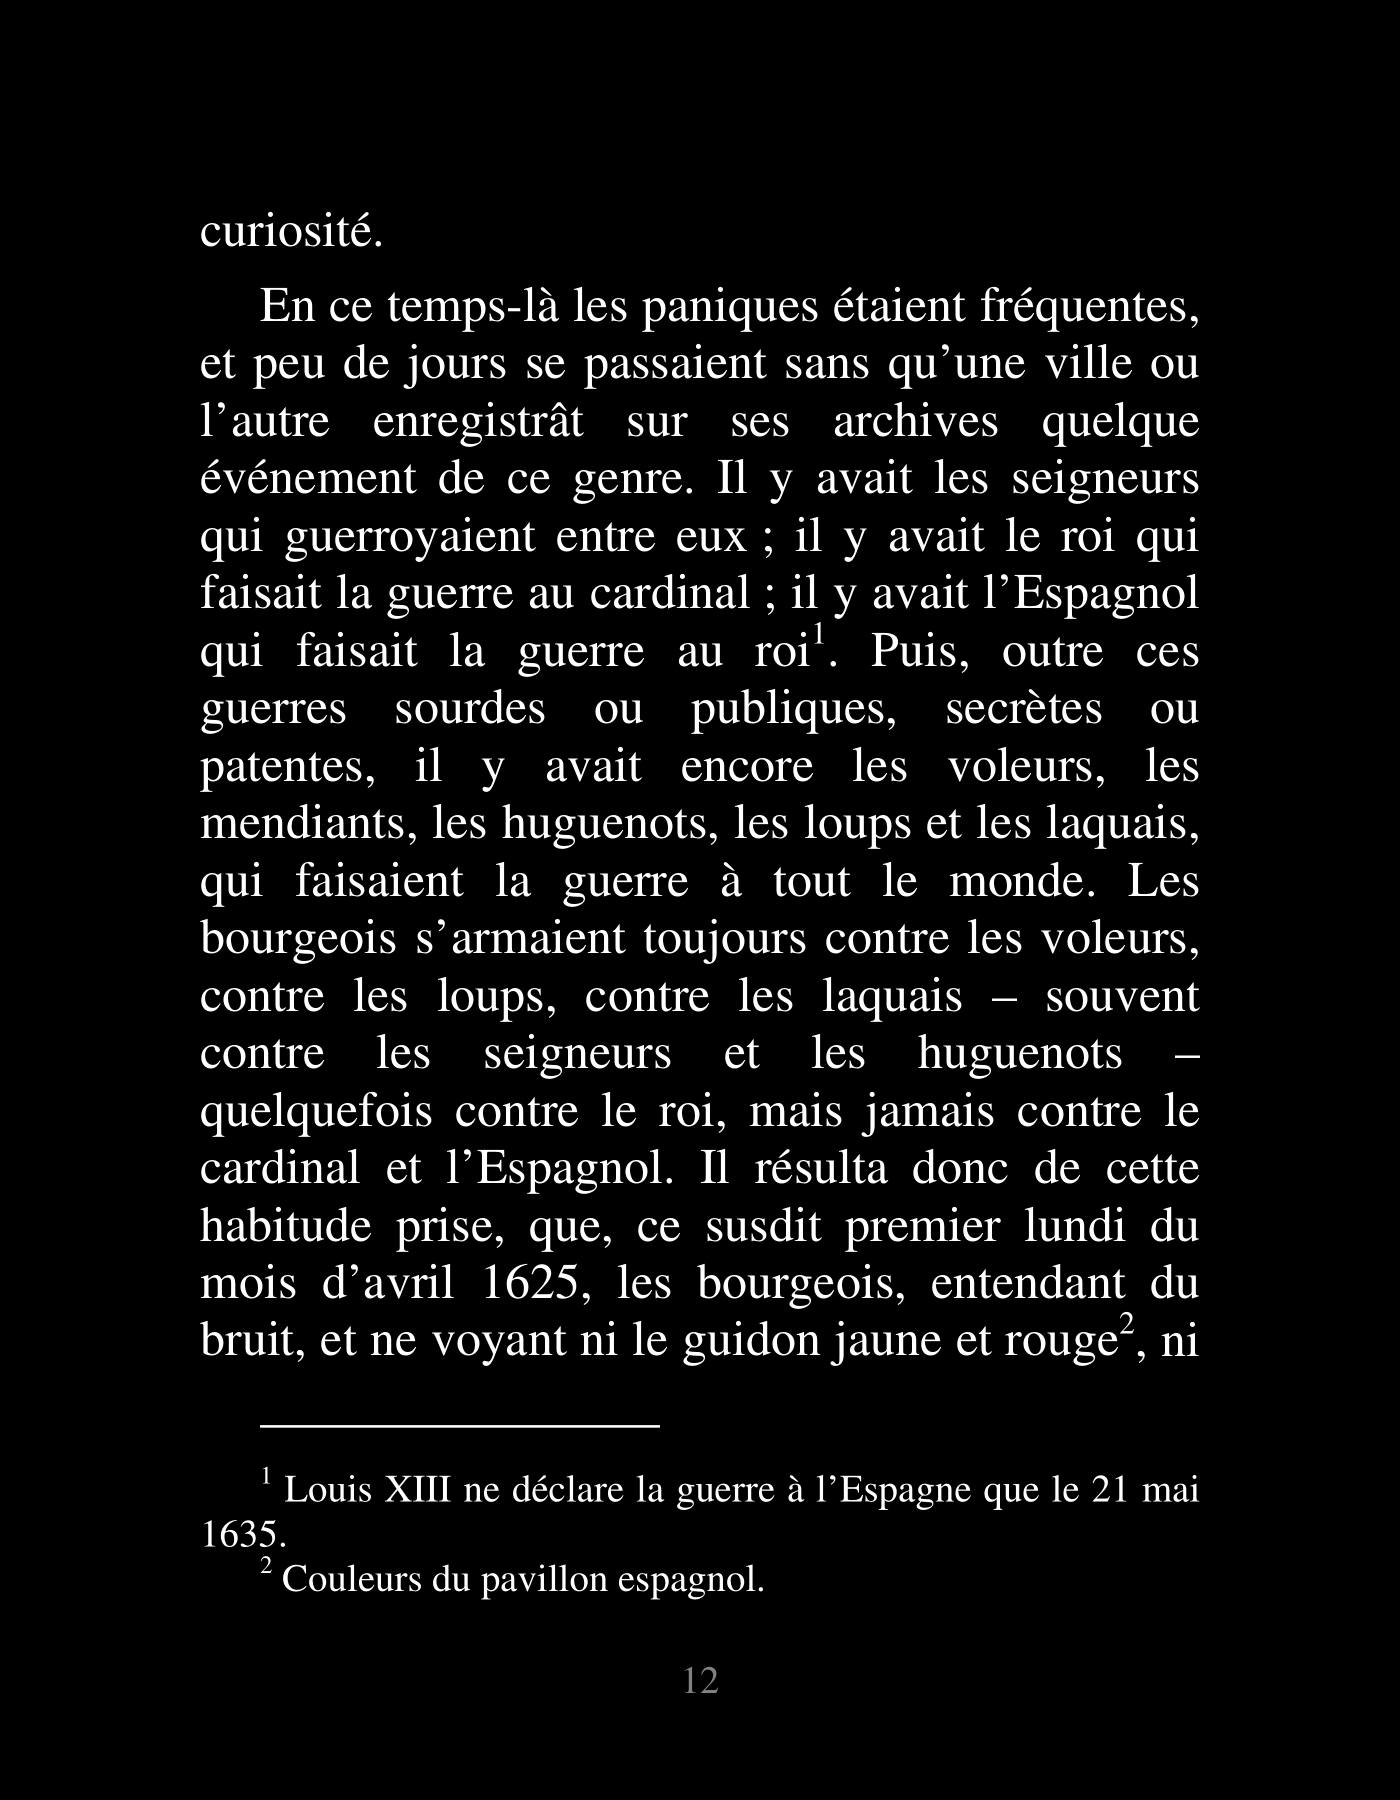 curiosité.
En ce temps-là les paniques étaient fréquentes,
et peu de jours se passaient sans qu’une ville ou
l’autre enregistrât sur ses archives quelque
événement de ce genre. Il y avait les seigneurs
qui guerroyaient entre eux ; il y avait le roi qui
faisait la guerre au cardinal ; il y avait l’Espagnol
qui faisait la guerre au roi¹. Puis, outre ces
guerres sourdes ou publiques, secrètes ou
patentes, il y avait encore les voleurs, les
mendiants, les huguenots, les loups et les laquais,
qui faisaient la guerre à tout le monde. Les
bourgeois s’armaient toujours contre les voleurs,
contre les loups, contre les laquais – souvent
contre les seigneurs et les huguenots –
quelquefois contre le roi, mais jamais contre le
cardinal et l’Espagnol. Il résulta donc de cette
habitude prise, que, ce susdit premier lundi du
mois d’avril 1625, les bourgeois, entendant du
bruit, et ne voyant ni le guidon jaune et rouge², ni
¹ Louis XIII ne déclare la guerre à l’Espagne que le 21 mai
1635.
² Couleurs du pavillon espagnol.
12